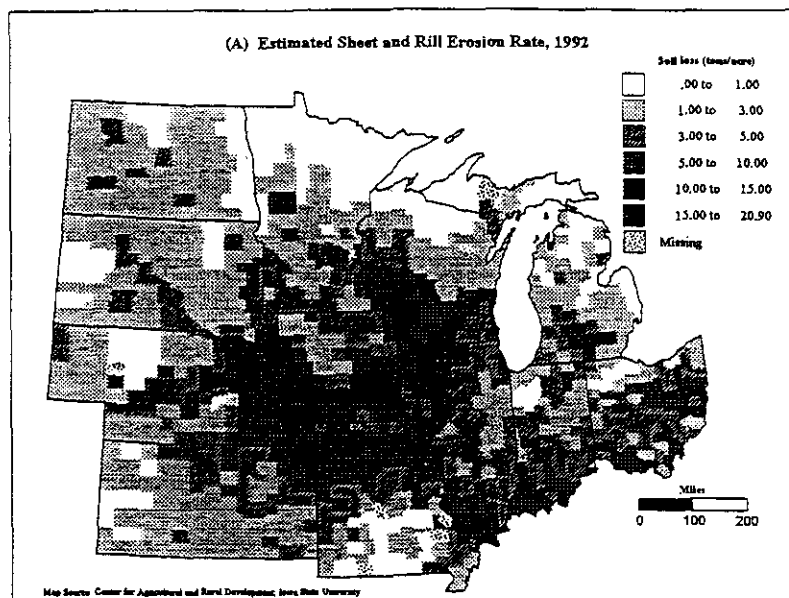 (A) Estimated Sheet and Rill Erosion Rate, 1992
Soil loss (tons/acre)
.00 to 1.00
1.00 to 3.00
3.00 to 5.00
5.00 to 10.00
10.00 to 15.00
15.00 to 20.90
Missing
Miles
0 100 200
Map Source: Center for Agricultural and Rural Development, Iowa State University